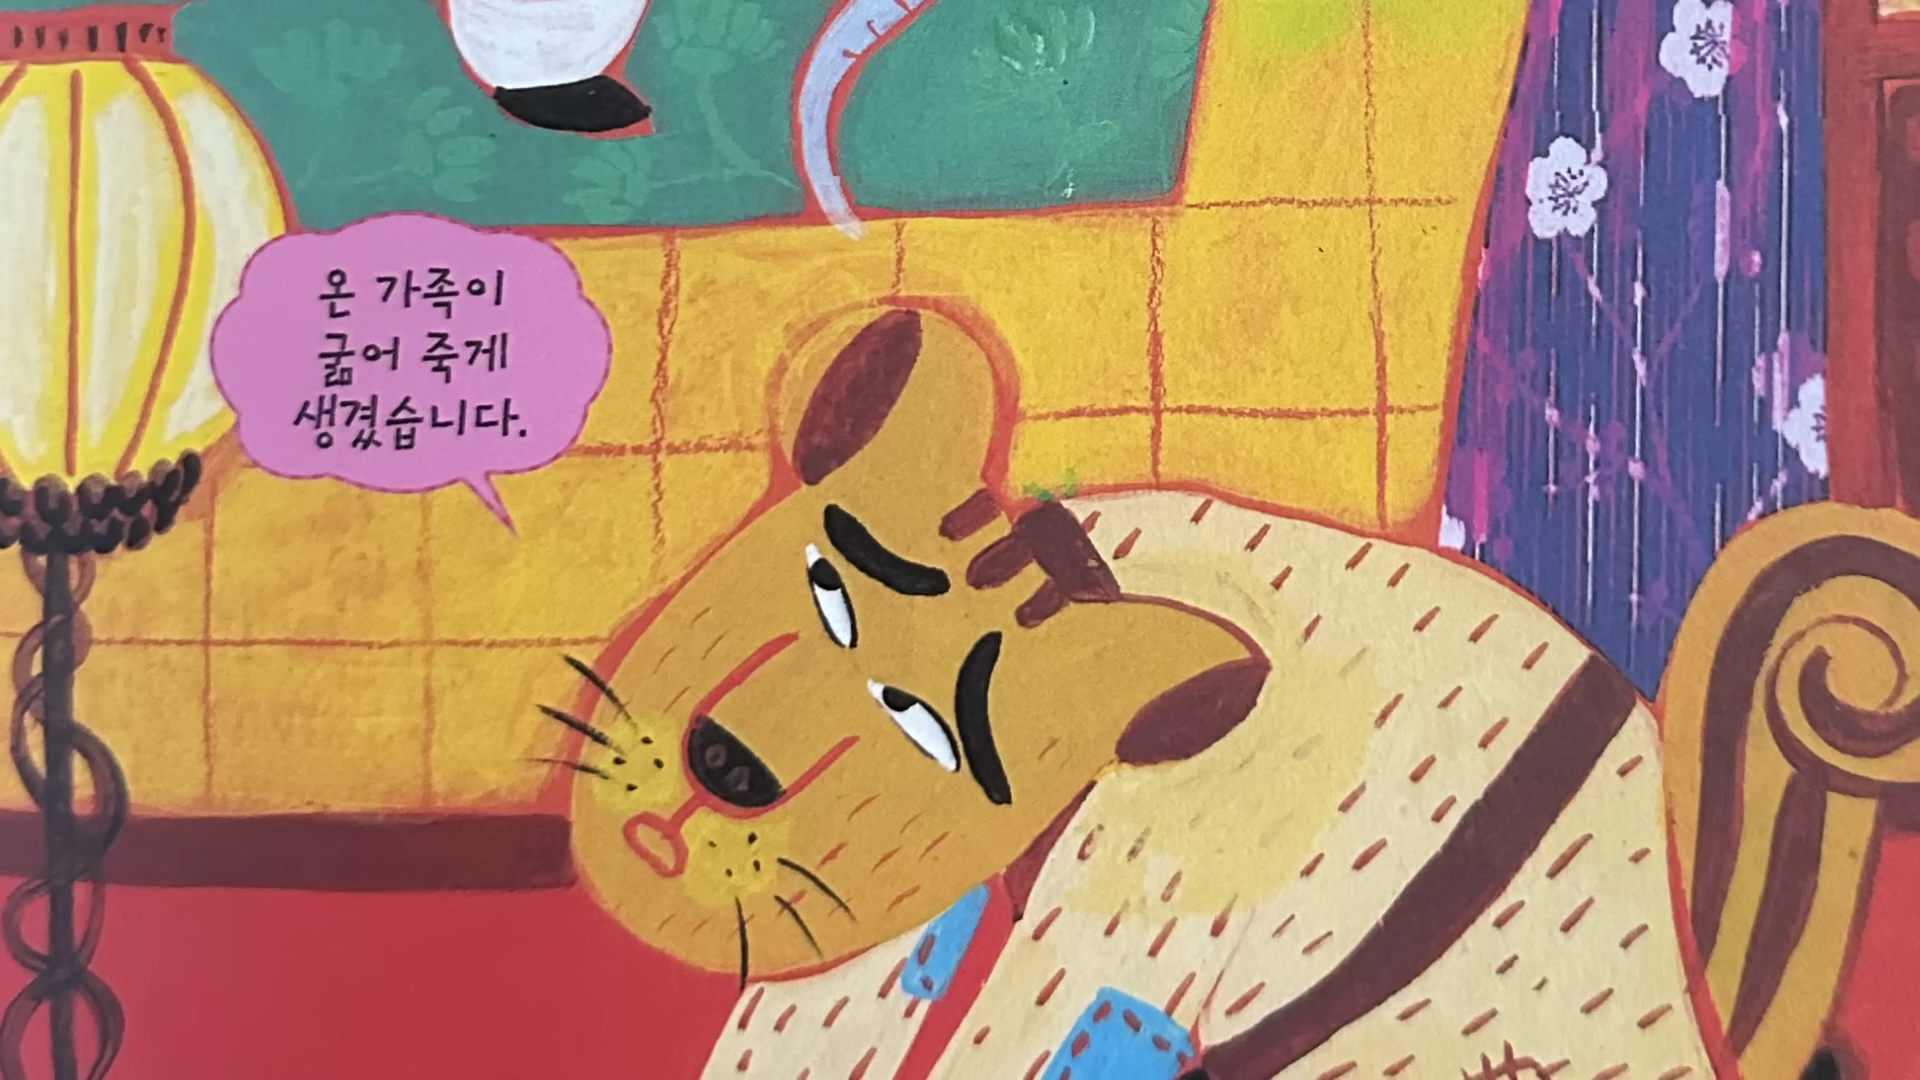 온 가족이
굶어 죽게
생겼습니다.